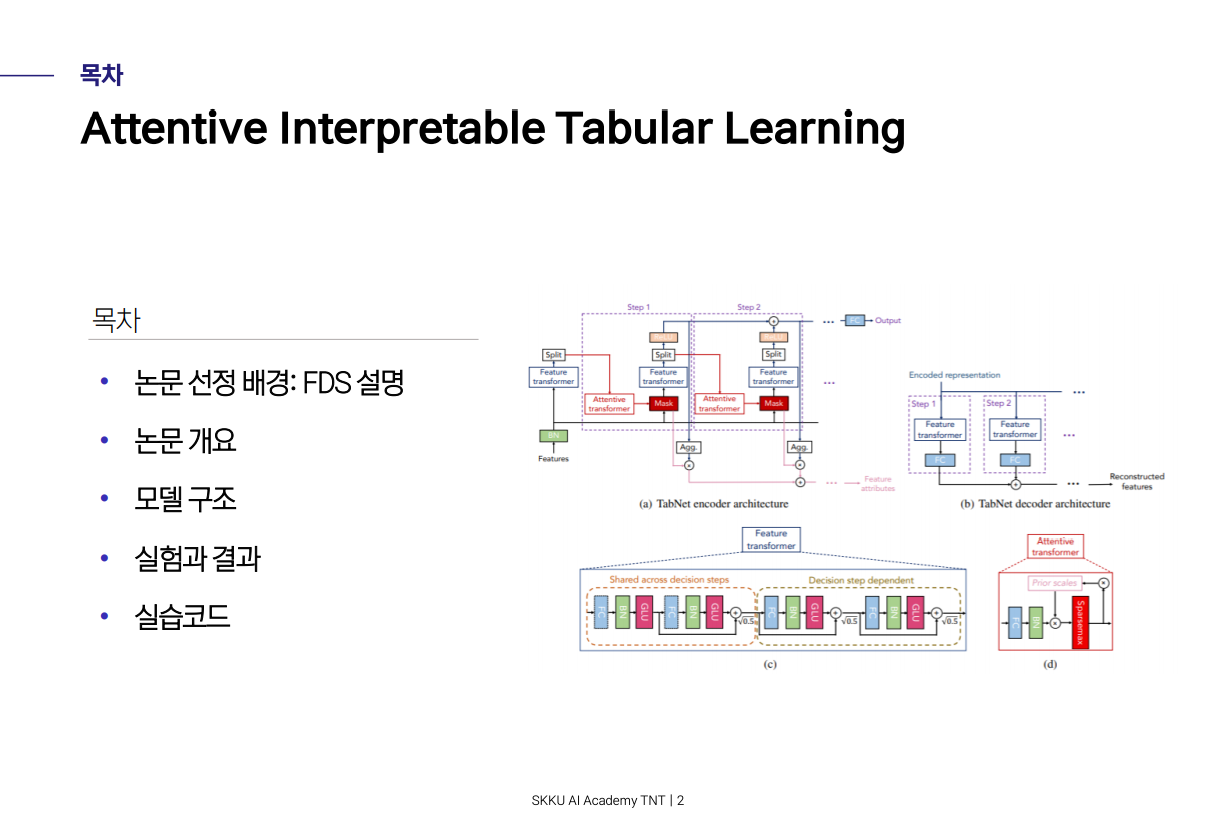 목차
Attentive Interpretable Tabular Learning
목차
• 논문 선정 배경: FDS 설명
• 논문 개요
• 모델 구조
• 실험과 결과
• 실습코드
Step 1
Step 2
... FC Output
ReLU
ReLU
Split
Split
Split
Feature
transformer
Feature
transformer
Feature
transformer
...
Attentive
transformer
Mask
Attentive
transformer
Mask
BN
Features
Agg.
Agg.
... Feature
attributes
(a) TabNet encoder architecture
Encoded representation
...
Step 1
Step 2
Feature
transformer
Feature
transformer
...
FC
FC
... Reconstructed
features
(b) TabNet decoder architecture
Feature
transformer
Shared across decision steps
Decision step dependent
FC BN GLU FC BN GLU + √0.5 FC BN GLU + √0.5 FC BN GLU + √0.5
(c)
Attentive
transformer
Prior scales
FC BN Sparsemax
(d)
SKKU AI Academy TNT | 2